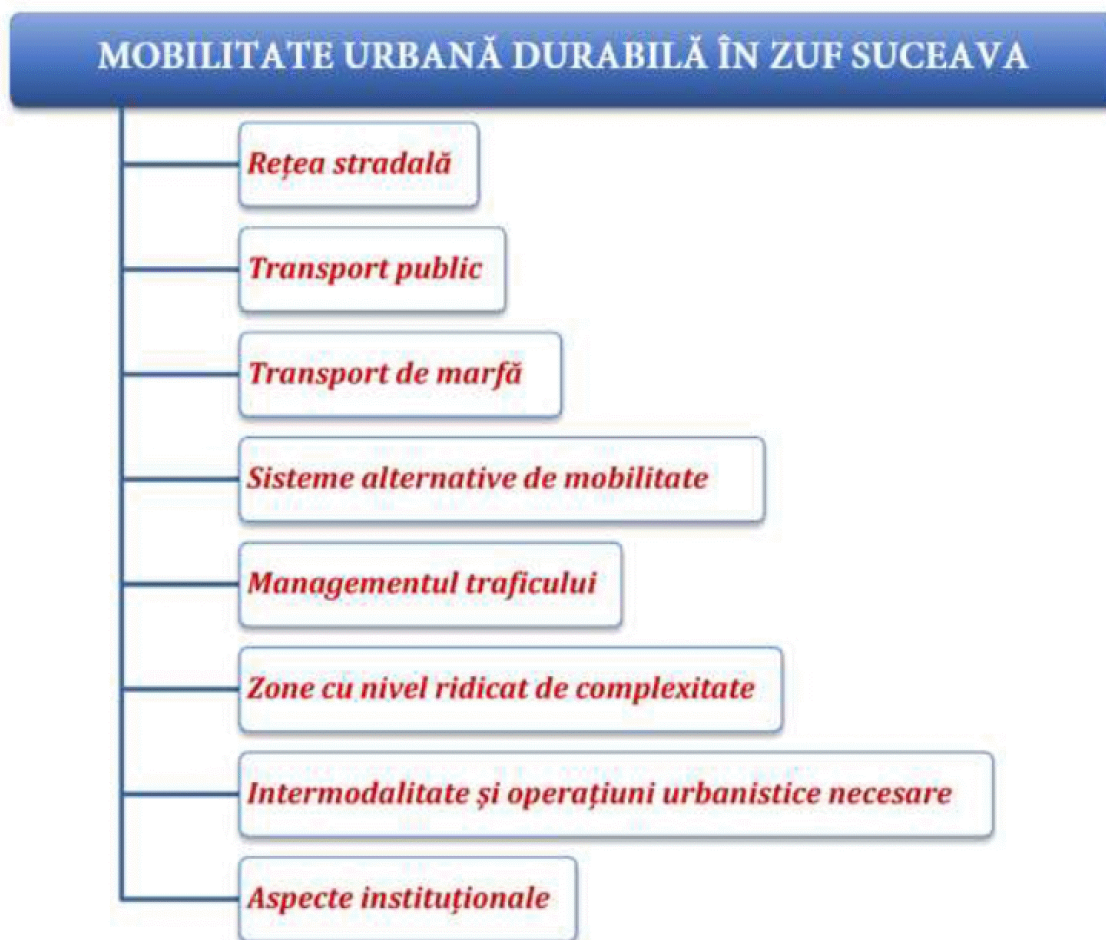 MOBILITATE URBANĂ DURABILĂ ÎN ZUF SUCEAVA
Rețea stradală
Transport public
Transport de marfă
Sisteme alternative de mobilitate
Managementul traficului
Zone cu nivel ridicat de complexitate
Intermodalitate și operațiuni urbanistice necesare
Aspecte instituționale